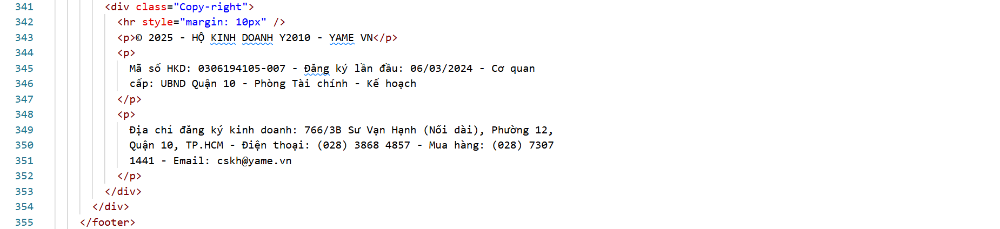 341 <div class="Copy-right">
342 <hr style="margin: 10px" />
343 <p>© 2025 - HỘ KINH DOANH Y2010 - YAME VN</p>
344 <p>
345 Mã số HKD: 0306194105-007 - Đăng ký lần đầu: 06/03/2024 - Cơ quan
346 cấp: UBND Quận 10 - Phòng Tài chính - Kế hoạch
347 </p>
348 <p>
349 Địa chỉ đăng ký kinh doanh: 766/3B Sư Vạn Hạnh (Nối dài), Phường 12,
350 Quận 10, TP.HCM - Điện thoại: (028) 3868 4857 - Mua hàng: (028) 7307
351 1441 - Email: cskh@yame.vn
352 </p>
353 </div>
354 </div>
355 </footer>